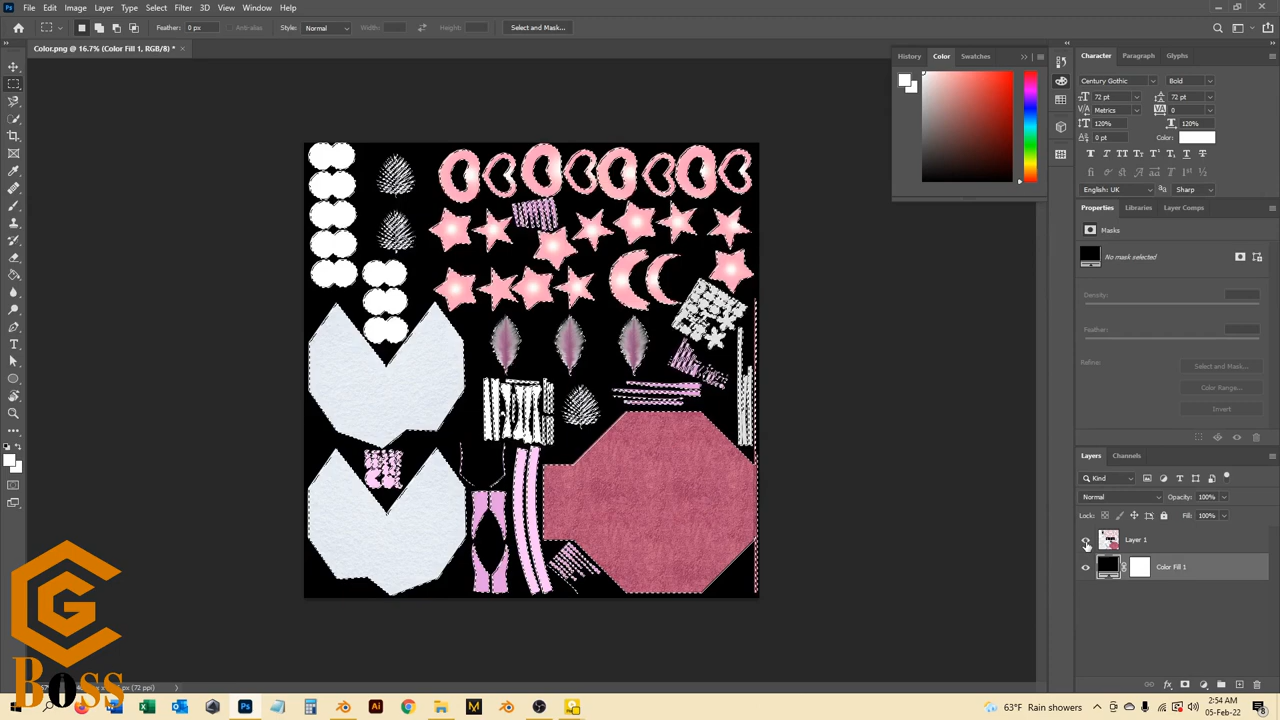 Ps File Edit Image Layer Type Select Filter 3D View Window Help
Feather: 0 px Anti-alias Style: Normal Width: Height: Select and Mask...
Color.png @ 16.7% (Color Fill 1, RGB/8) *
History Color Swatches
Character Paragraph Glyphs
Century Gothic Bold
72 pt 72 pt
Metrics 0
120% 120%
0 pt Color:
English: UK Sharp
Properties Libraries Layer Comps
Masks
No mask selected
Density:
Feather:
Refine: Select and Mask...
Color Range...
Invert
Layers Channels
Kind
Normal Opacity: 100%
Lock: Fill: 100%
Layer 1
Color Fill 1
(72 ppi)
CG
Boss
63°F Rain showers
2:54 AM
05-Feb-22